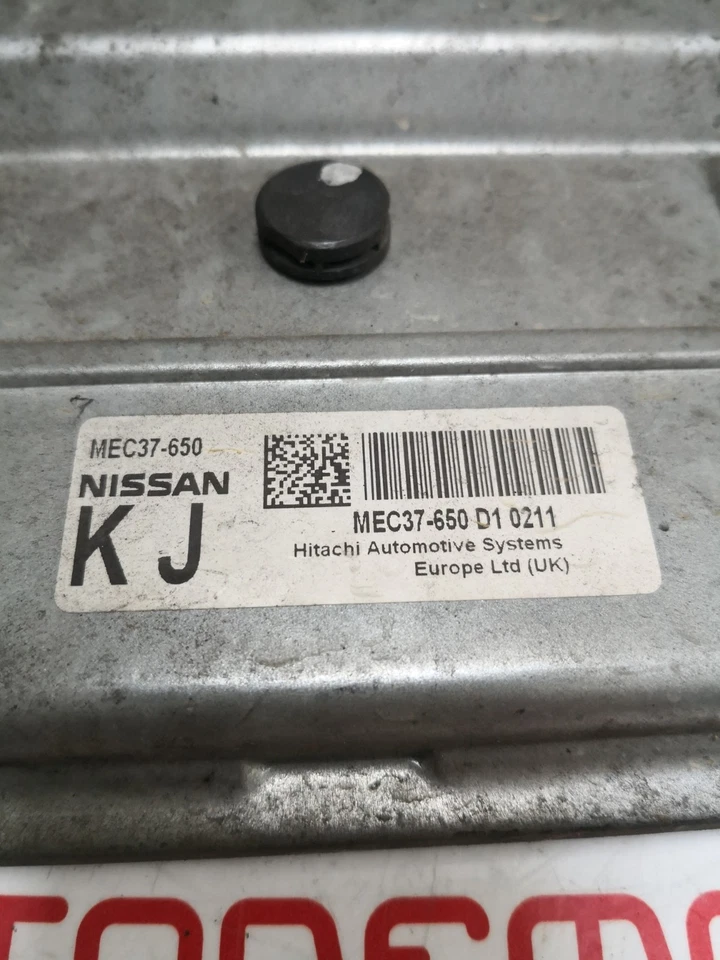 MEC37-650
NISSAN
K J
MEC37-650 D1 0211
Hitachi Automotive Systems
Europe Ltd (UK)